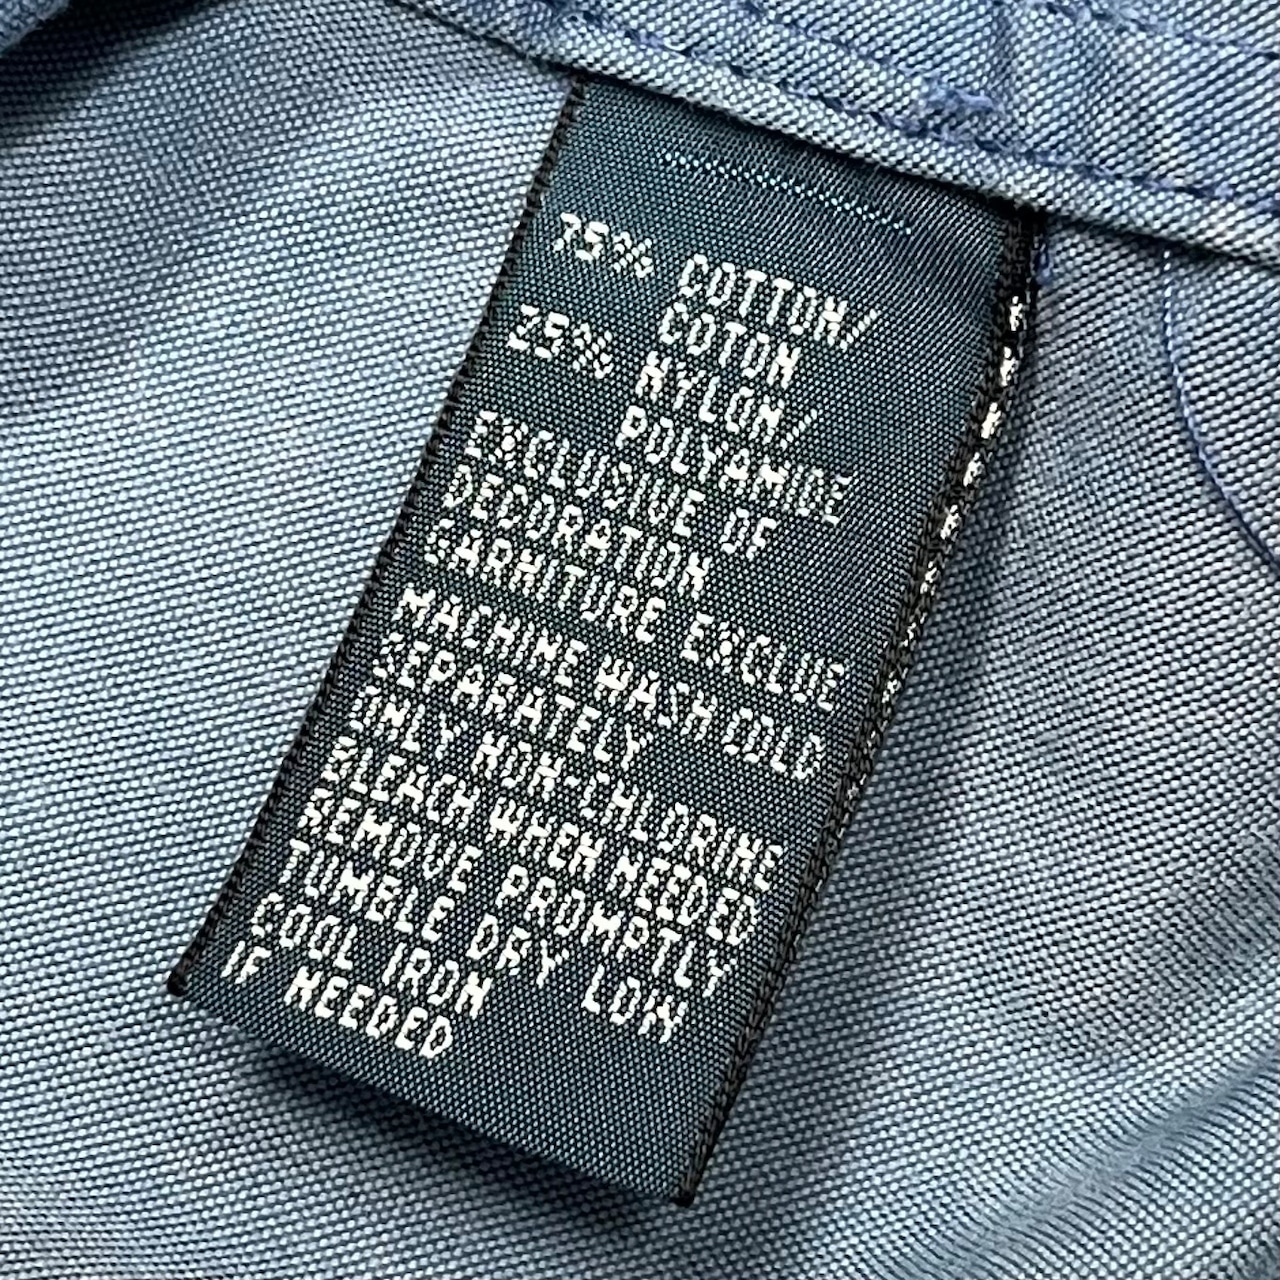 75% COTTON/
COTON
25% NYLON/
POLYAMIDE
EXCLUSIVE OF
DECORATION
GARNITURE EXCLUE
MACHINE WASH COLD
SEPARATELY
ONLY NON-CHLORINE
BLEACH WHEN NEEDED
REMOVE PROMPTLY
TUMBLE DRY LOW
COOL IRON
IF NEEDED